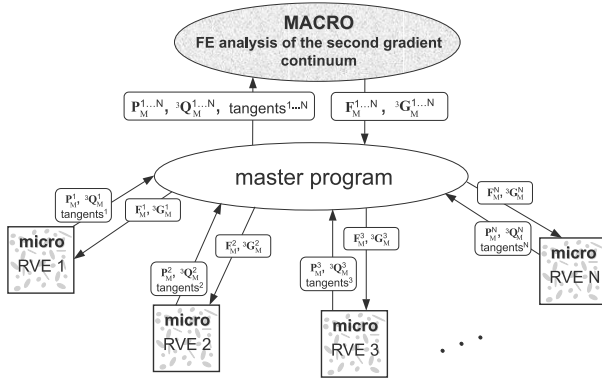 MACRO
FE analysis of the second gradient
continuum
P_M^{1...N}, ³Q_M^{1...N}, tangents^{1...N}
F_M^{1...N}, ³G_M^{1...N}
master program
P_M^1, ³Q_M^1
tangents^1
F_M^1, ³G_M^1
micro
RVE 1
P_M^2, ³Q_M^2
tangents^2
F_M^2, ³G_M^2
micro
RVE 2
P_M^3, ³Q_M^3
tangents^3
F_M^3, ³G_M^3
micro
RVE 3
. . .
F_M^N, ³G_M^N
P_M^N, ³Q_M^N
tangents^N
micro
RVE N